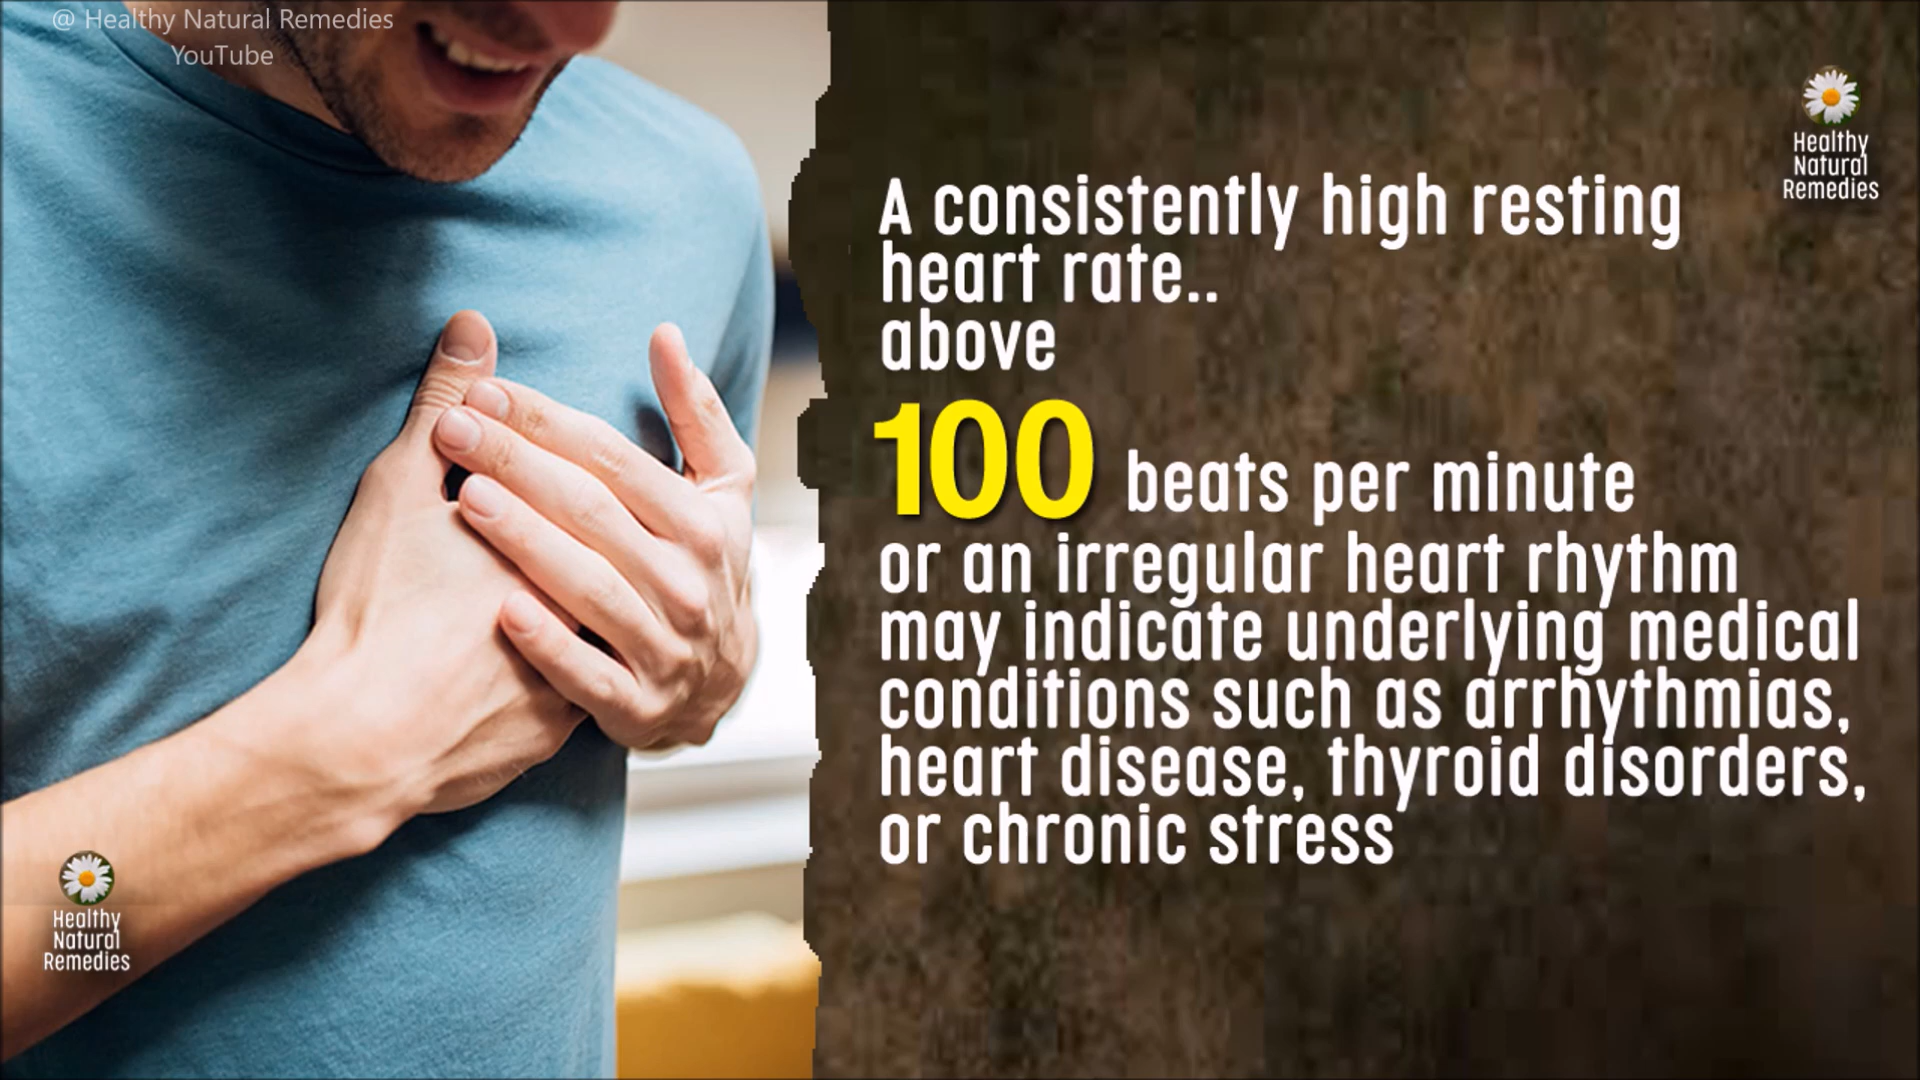 @ Healthy Natural Remedies
YouTube
Healthy
Natural
Remedies
A consistently high resting
heart rate..
above
100 beats per minute
or an irregular heart rhythm
may indicate underlying medical
conditions such as arrhythmias,
heart disease, thyroid disorders,
or chronic stress
Healthy
Natural
Remedies